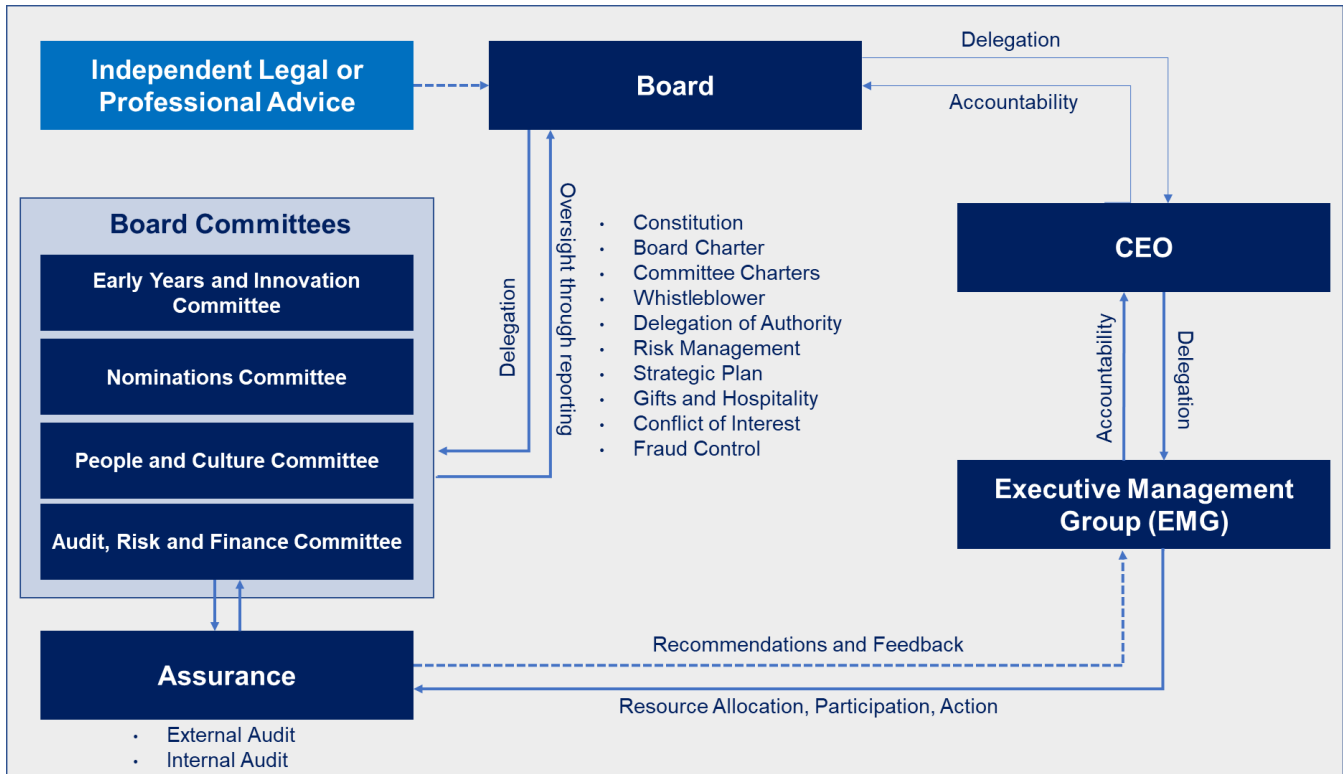 Independent Legal or
Professional Advice
Board
Delegation
Accountability
Board Committees
Early Years and Innovation
Committee
Nominations Committee
People and Culture Committee
Audit, Risk and Finance Committee
Delegation
Oversight through reporting
• Constitution
• Board Charter
• Committee Charters
• Whistleblower
• Delegation of Authority
• Risk Management
• Strategic Plan
• Gifts and Hospitality
• Conflict of Interest
• Fraud Control
CEO
Accountability
Delegation
Executive Management
Group (EMG)
Assurance
Recommendations and Feedback
Resource Allocation, Participation, Action
• External Audit
• Internal Audit